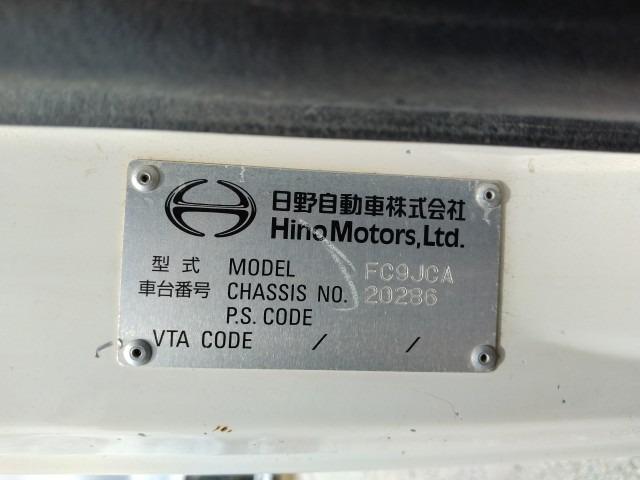 日野自動車株式会社
Hino Motors, Ltd.
型式 MODEL FC9JCA
車台番号 CHASSIS NO. 20286
P.S. CODE
VTA CODE / /